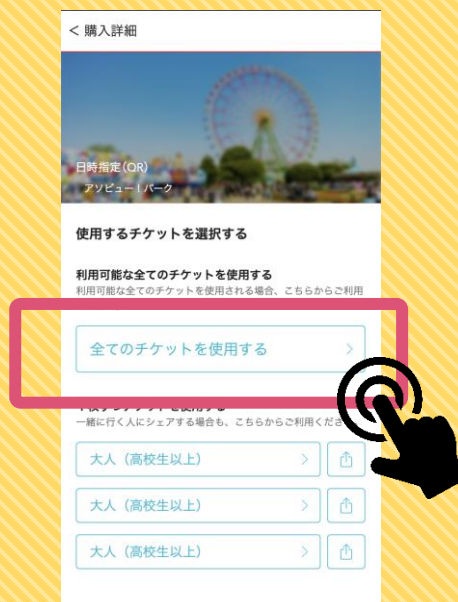 < 購入詳細
日時指定(QR)
アソビュー!パーク
使用するチケットを選択する
利用可能な全てのチケットを使用する
利用可能な全てのチケットを使用される場合、こちらからご利用
全てのチケットを使用する >
一緒に行く人にシェアする場合も、こちらからご利用くださ
大人(高校生以上) >
大人(高校生以上) >
大人(高校生以上) >